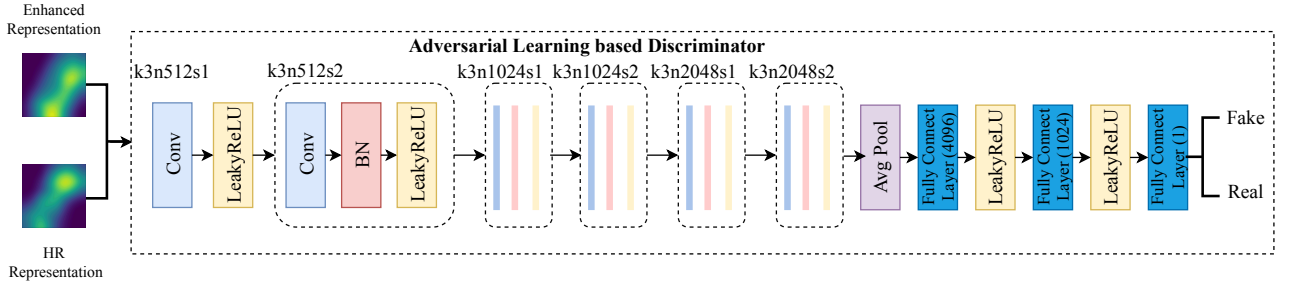 Enhanced
Representation
Adversarial Learning based Discriminator
k3n512s1
k3n512s2
k3n1024s1
k3n1024s2
k3n2048s1
k3n2048s2
Conv
LeakyReLU
Conv
BN
LeakyReLU
Avg Pool
Fully Connect
Layer (4096)
LeakyReLU
Fully Connect
Layer (1024)
LeakyReLU
Fully Connect
Layer (1)
Fake
Real
HR
Representation